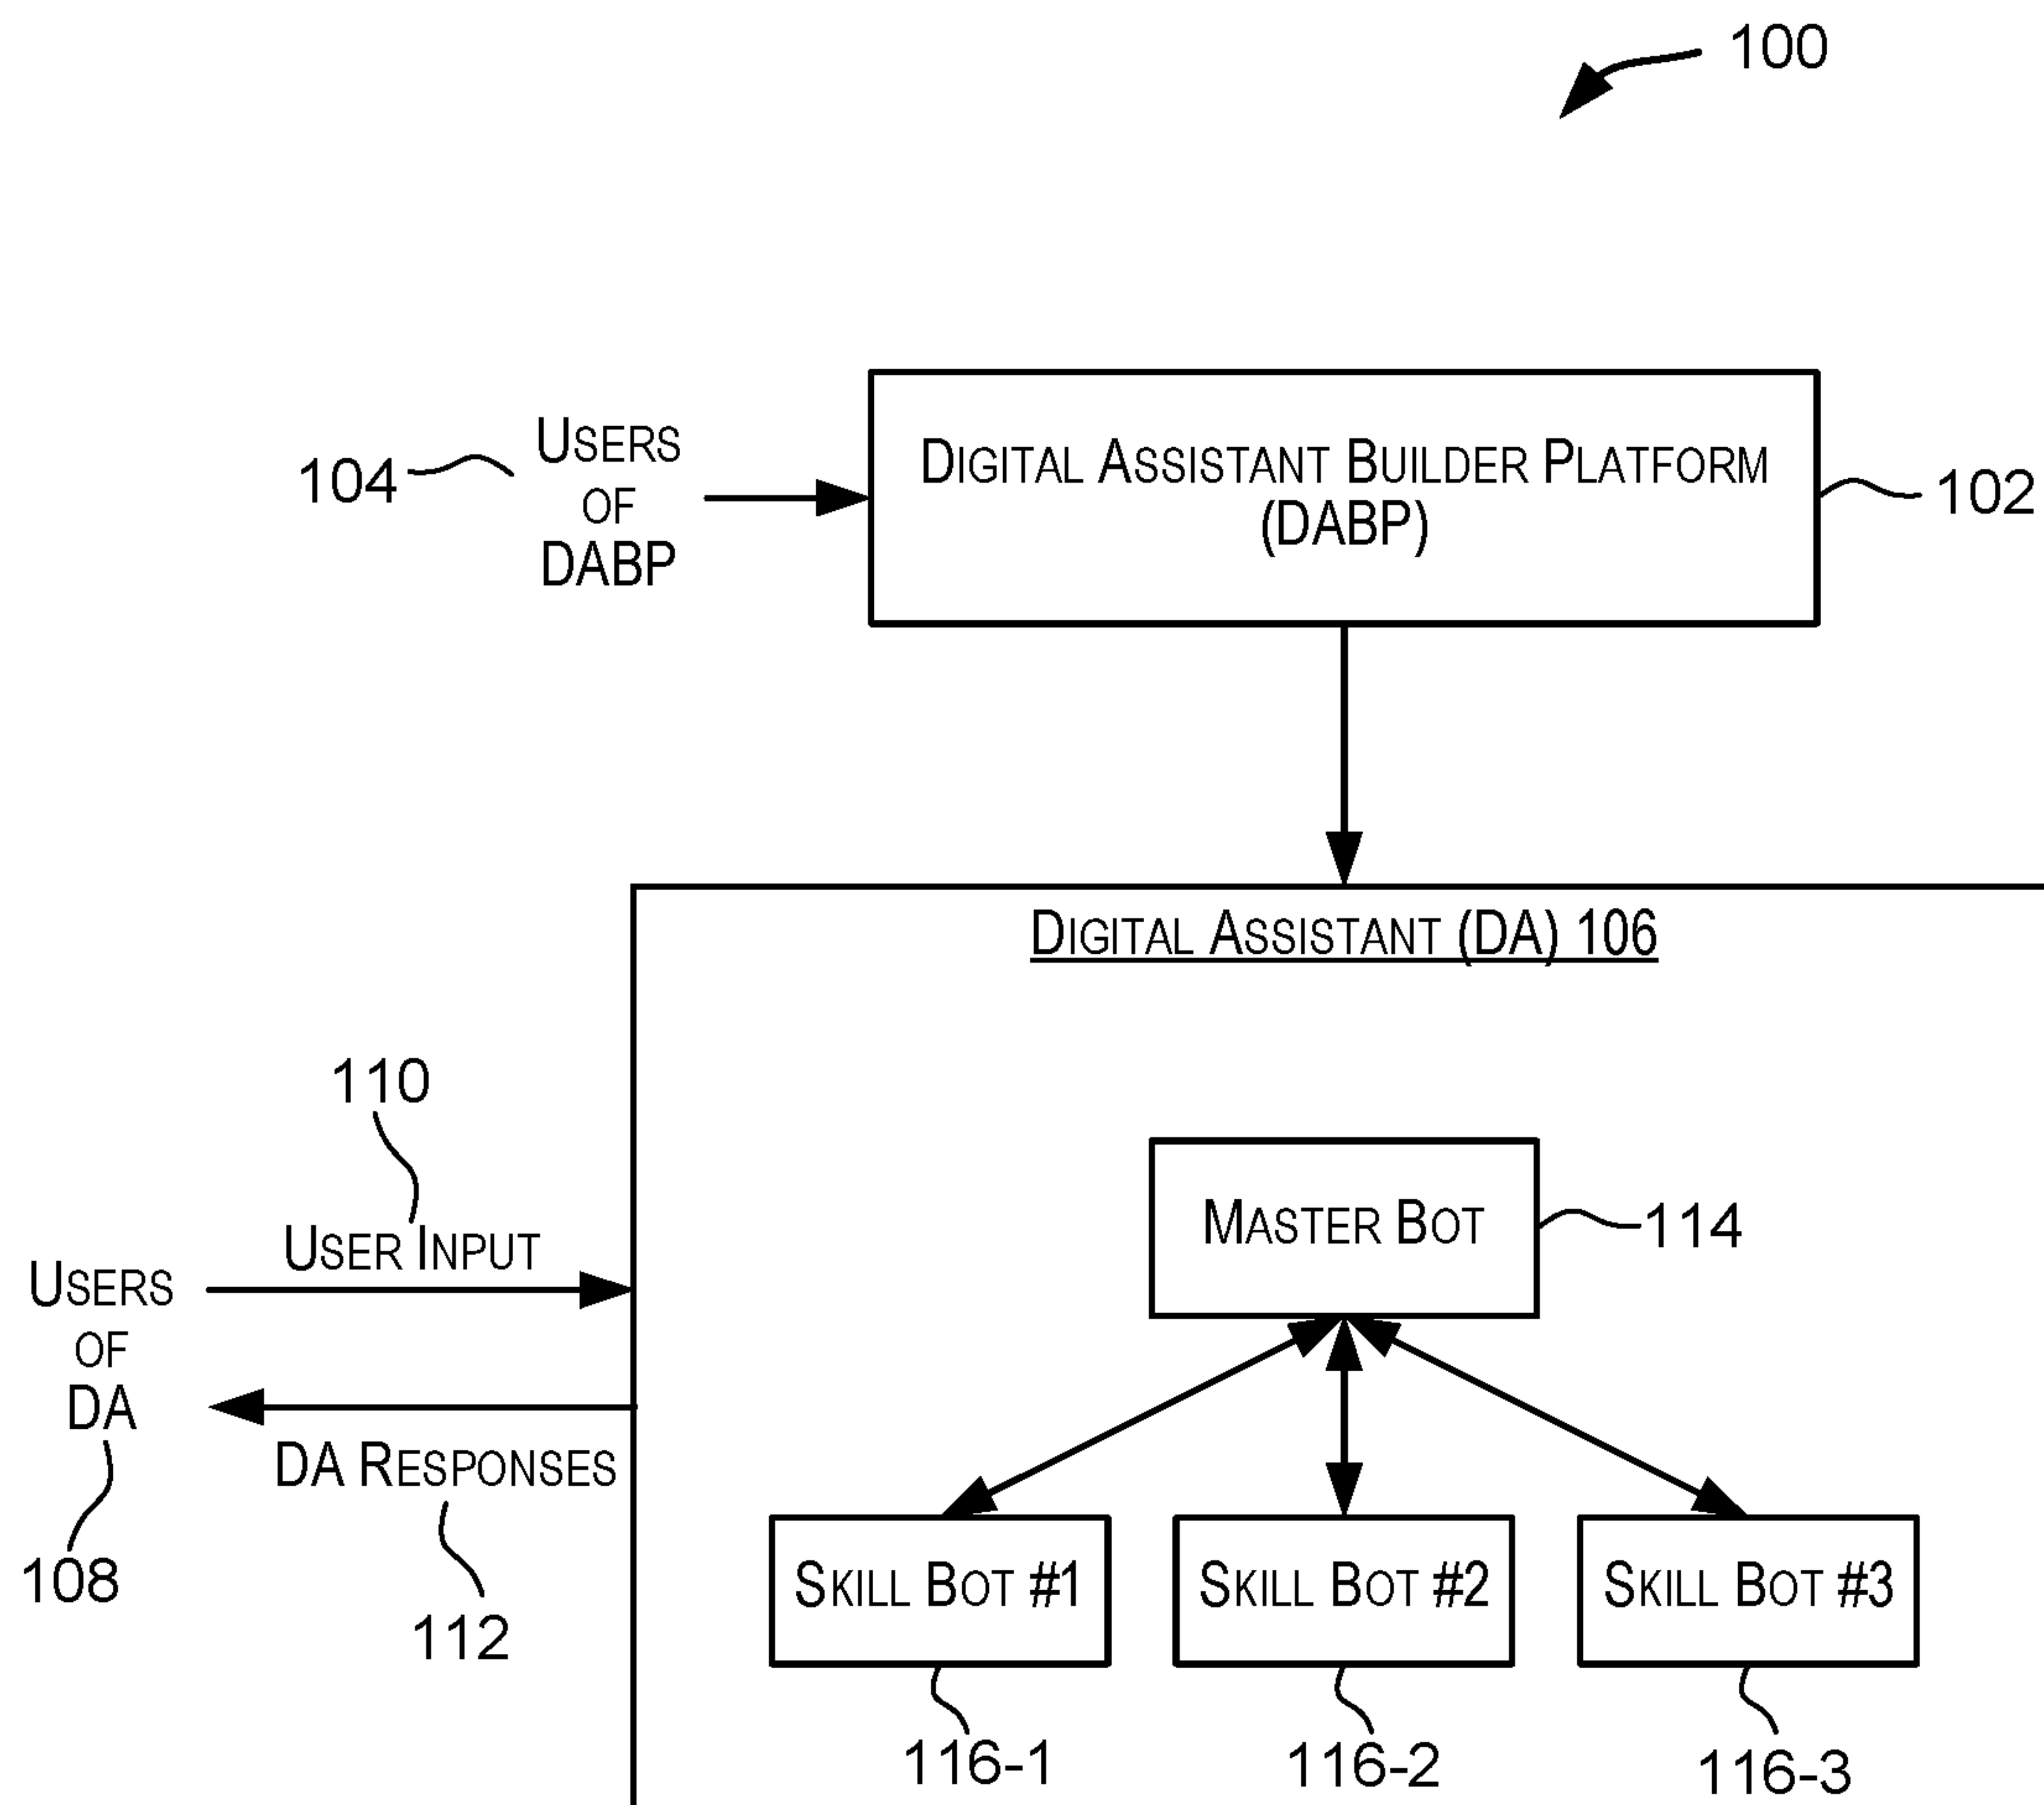 100
Users
of
DABP
104
Digital Assistant Builder Platform
(DABP)
102
Digital Assistant (DA) 106
110
User Input
Users
of
DA
DA Responses
108
112
Master Bot
114
Skill Bot #1
Skill Bot #2
Skill Bot #3
116-1
116-2
116-3